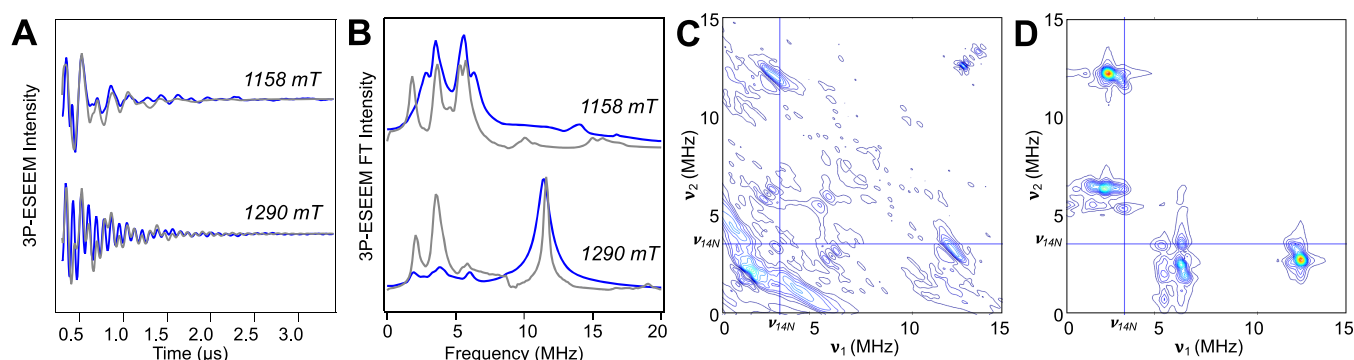 A
3P-ESEEM Intensity
1158 mT
1290 mT
0.5 1.0 1.5 2.0 2.5 3.0
Time (μs)
B
3P-ESEEM FT Intensity
1158 mT
1290 mT
0 5 10 15 20
Frequency (MHz)
C
15
10
5
0
ν2 (MHz)
ν14N
0 5 10 15
ν14N
ν1 (MHz)
D
15
10
5
0
ν2 (MHz)
ν14N
0 5 10 15
ν14N
ν1 (MHz)